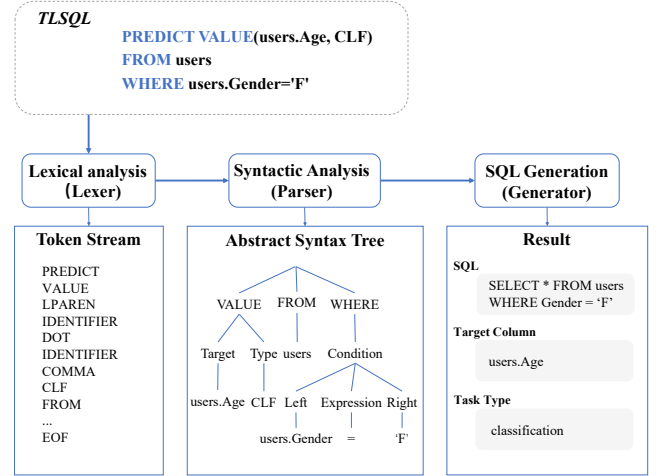 TLSQL
PREDICT VALUE(users.Age, CLF)
FROM users
WHERE users.Gender='F'
Lexical analysis
(Lexer)
Syntactic Analysis
(Parser)
SQL Generation
(Generator)
Token Stream
PREDICT
VALUE
LPAREN
IDENTIFIER
DOT
IDENTIFIER
COMMA
CLF
FROM
...
EOF
Abstract Syntax Tree
VALUE FROM WHERE
Target Type users Condition
users.Age CLF Left Expression Right
users.Gender = 'F'
Result
SQL
SELECT * FROM users
WHERE Gender = ‘F’
Target Column
users.Age
Task Type
classification